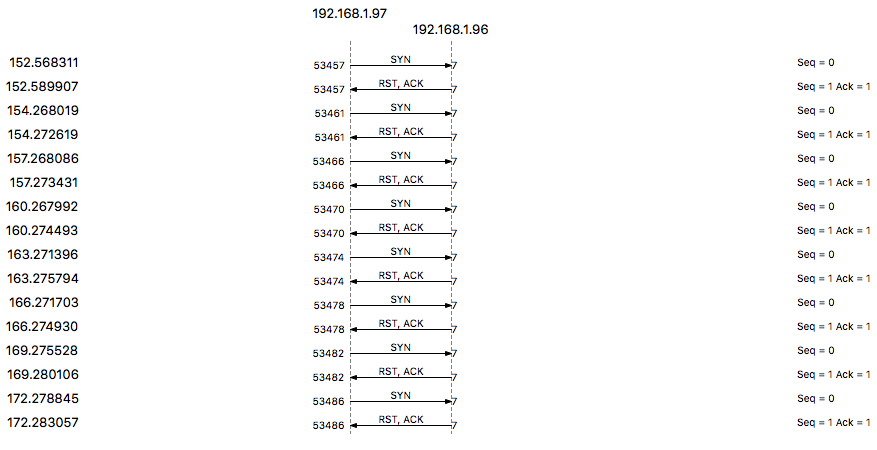 192.168.1.97
192.168.1.96
152.568311 53457 SYN 7 Seq = 0
152.589907 53457 RST, ACK 7 Seq = 1 Ack = 1
154.268019 53461 SYN 7 Seq = 0
154.272619 53461 RST, ACK 7 Seq = 1 Ack = 1
157.268086 53466 SYN 7 Seq = 0
157.273431 53466 RST, ACK 7 Seq = 1 Ack = 1
160.267992 53470 SYN 7 Seq = 0
160.274493 53470 RST, ACK 7 Seq = 1 Ack = 1
163.271396 53474 SYN 7 Seq = 0
163.275794 53474 RST, ACK 7 Seq = 1 Ack = 1
166.271703 53478 SYN 7 Seq = 0
166.274930 53478 RST, ACK 7 Seq = 1 Ack = 1
169.275528 53482 SYN 7 Seq = 0
169.280106 53482 RST, ACK 7 Seq = 1 Ack = 1
172.278845 53486 SYN 7 Seq = 0
172.283057 53486 RST, ACK 7 Seq = 1 Ack = 1